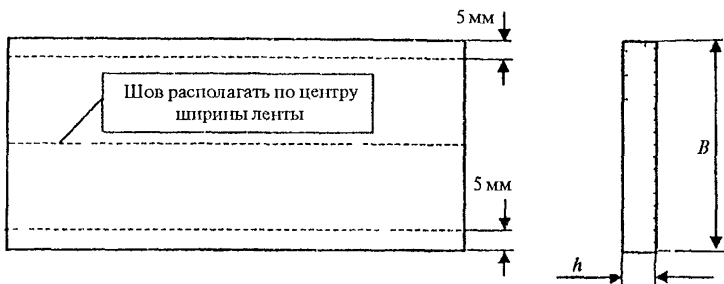 5 мм
Шов располагать по центру
ширины ленты
5 мм
B
h